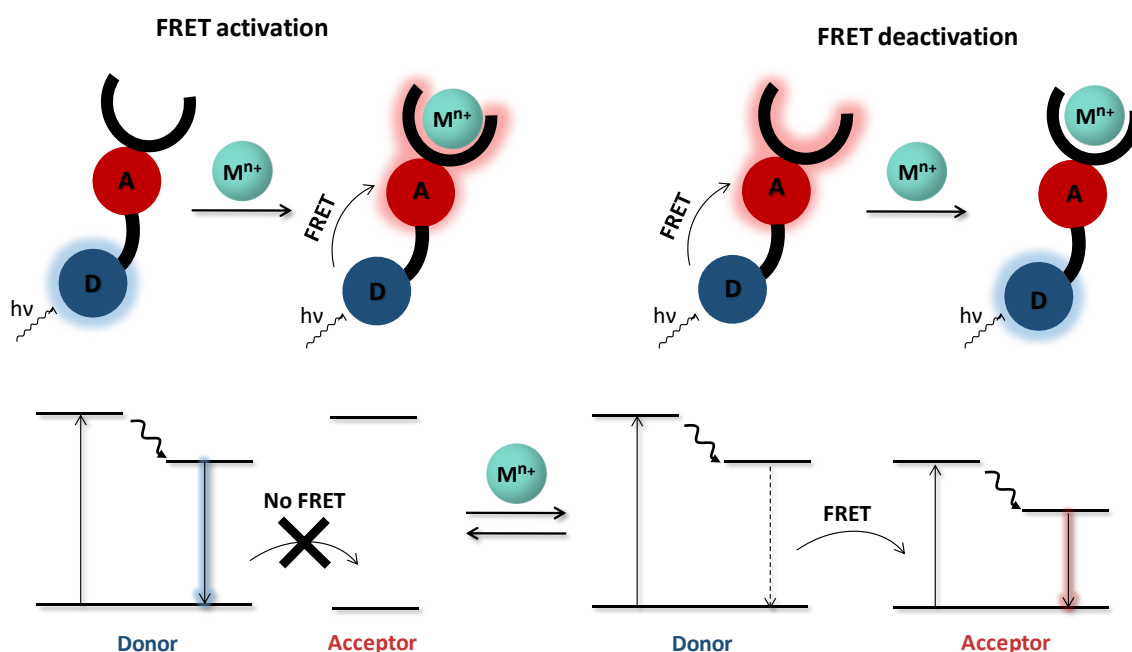 FRET activation
FRET deactivation
Mⁿ⁺
Mⁿ⁺
Mⁿ⁺
Mⁿ⁺
A
A
A
A
FRET
FRET
D
D
D
D
hν
hν
hν
hν
Mⁿ⁺
No FRET
FRET
Donor
Acceptor
Donor
Acceptor